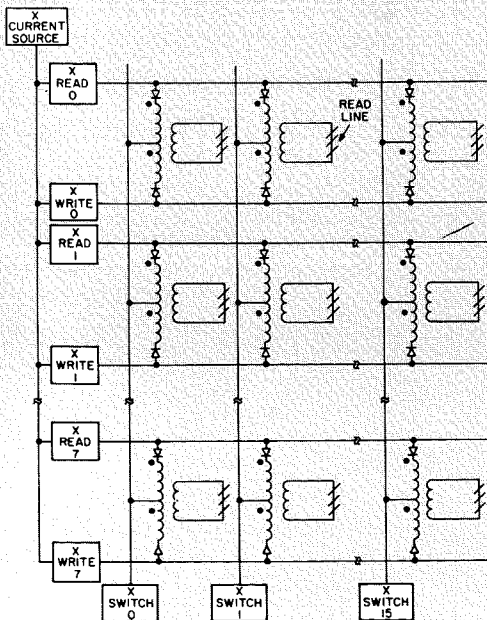 X
CURRENT
SOURCE
X
READ
0
READ
LINE
X
WRITE
0
X
READ
1
X
WRITE
1
X
READ
7
X
WRITE
7
X
SWITCH
0
X
SWITCH
1
X
SWITCH
15